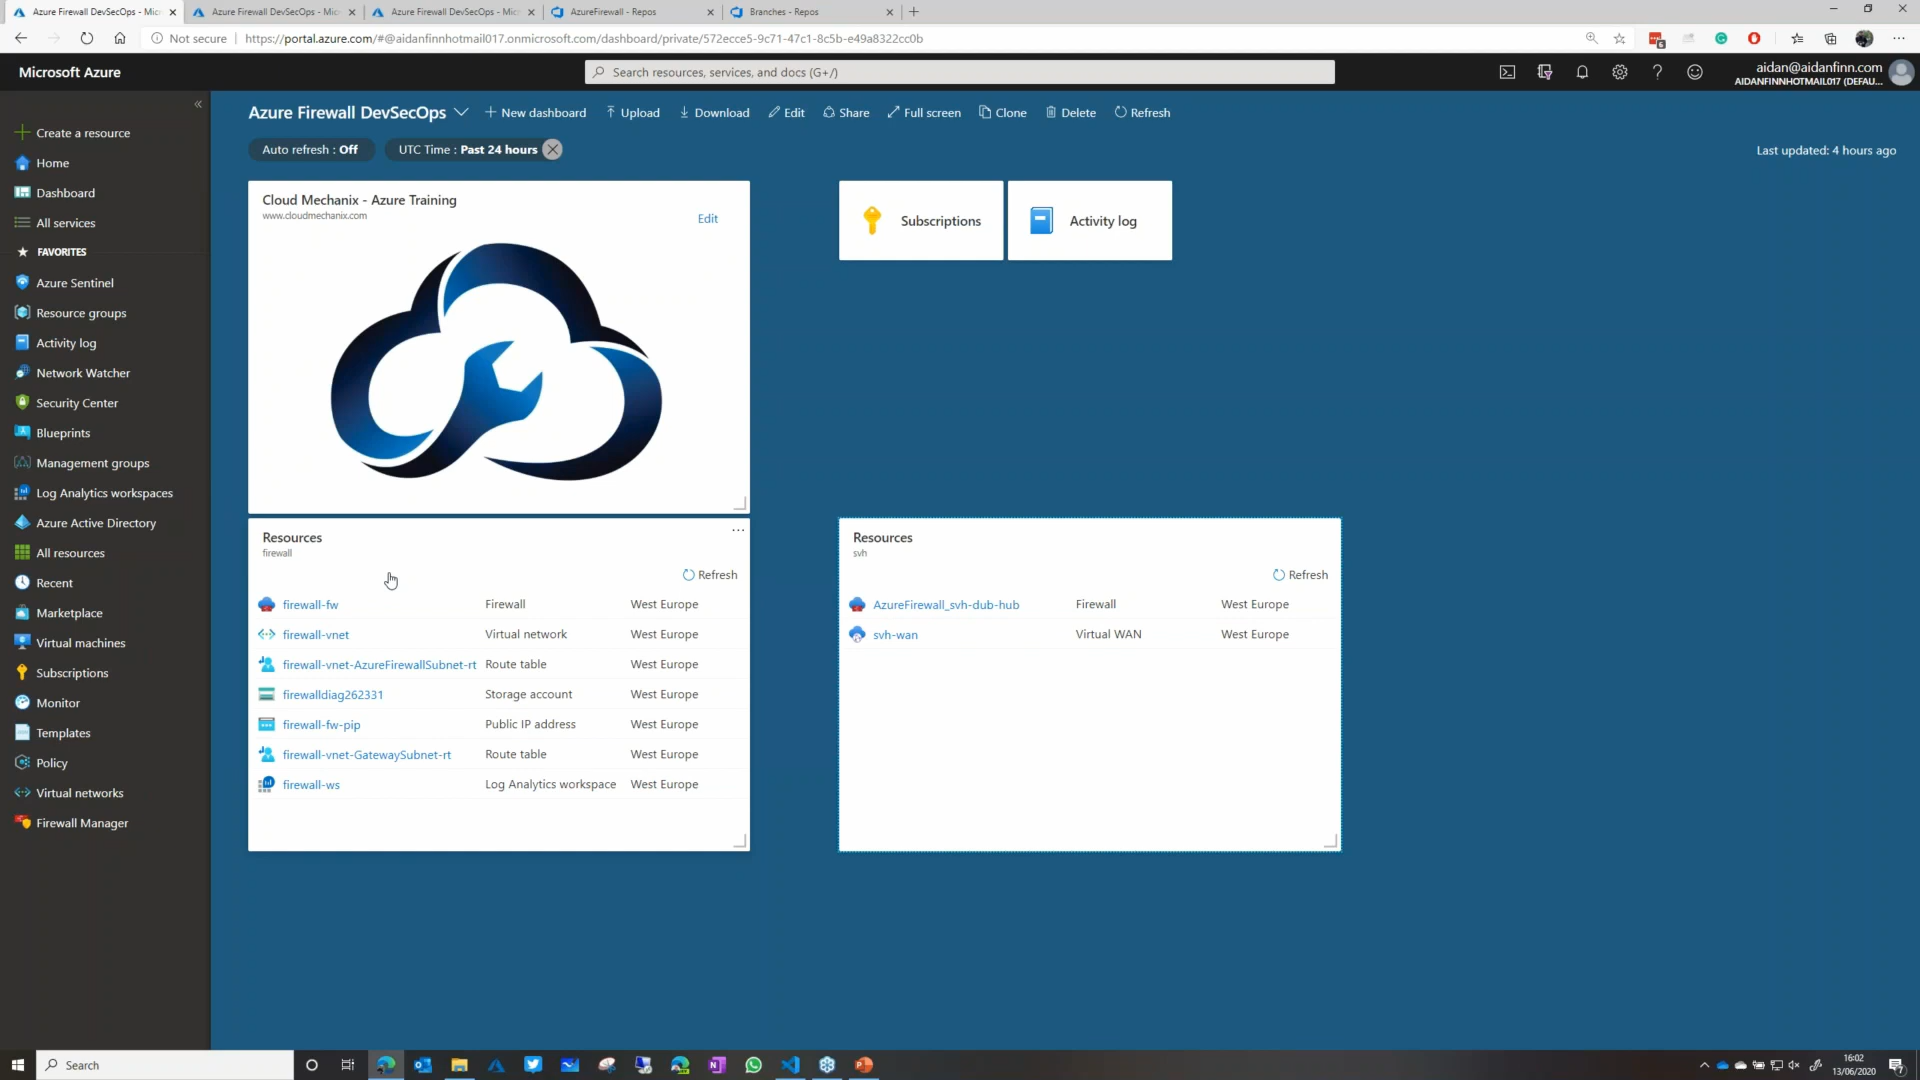 Azure Firewall DevSecOps - Mic
Azure Firewall DevSecOps - Mic
Azure Firewall DevSecOps - Mic
AzureFirewall - Repos
Branches - Repos
Not secure
https://portal.azure.com/#@aidanfinnhotmail017.onmicrosoft.com/dashboard/private/572ecce5-9c71-47c1-8c5b-e49a8322cc0b
6
Microsoft Azure
Search resources, services, and docs (G+/)
aidan@aidanfinn.com
AIDANFINNHOTMAIL017 (DEFAU...
Create a resource
Home
Dashboard
All services
FAVORITES
Azure Sentinel
Resource groups
Activity log
Network Watcher
Security Center
Blueprints
Management groups
Log Analytics workspaces
Azure Active Directory
All resources
Recent
Marketplace
Virtual machines
Subscriptions
Monitor
Templates
Policy
Virtual networks
Firewall Manager
Azure Firewall DevSecOps
New dashboard
Upload
Download
Edit
Share
Full screen
Clone
Delete
Refresh
Auto refresh : Off
UTC Time : Past 24 hours
Last updated: 4 hours ago
Cloud Mechanix - Azure Training
www.cloudmechanix.com
Edit
Subscriptions
Activity log
Resources
firewall
Refresh
firewall-fw Firewall West Europe
firewall-vnet Virtual network West Europe
firewall-vnet-AzureFirewallSubnet-rt Route table West Europe
firewalldiag262331 Storage account West Europe
firewall-fw-pip Public IP address West Europe
firewall-vnet-GatewaySubnet-rt Route table West Europe
firewall-ws Log Analytics workspace West Europe
Resources
svh
Refresh
AzureFirewall_svh-dub-hub Firewall West Europe
svh-wan Virtual WAN West Europe
Search
16:02
13/06/2020